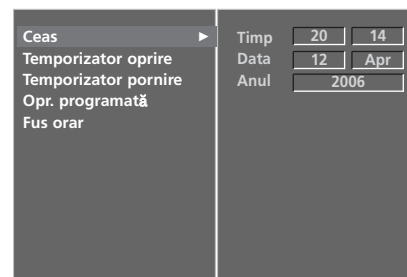 Ceas ►
Temporizator oprire
Temporizator pornire
Opr. programată
Fus orar
Timp 20 14
Data 12 Apr
Anul 2006